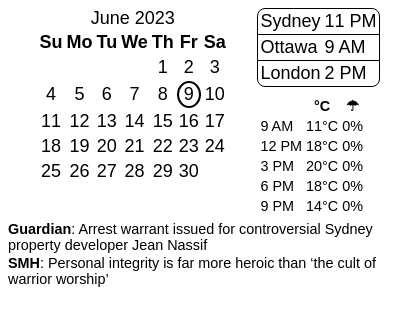 June 2023
Su Mo Tu We Th Fr Sa
1 2 3
4 5 6 7 8 9 10
11 12 13 14 15 16 17
18 19 20 21 22 23 24
25 26 27 28 29 30
Sydney 11 PM
Ottawa 9 AM
London 2 PM
°C ☂
9 AM 11°C 0%
12 PM 18°C 0%
3 PM 20°C 0%
6 PM 18°C 0%
9 PM 14°C 0%
Guardian: Arrest warrant issued for controversial Sydney
property developer Jean Nassif
SMH: Personal integrity is far more heroic than ‘the cult of
warrior worship’